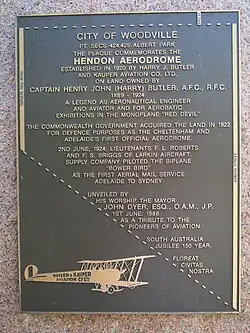 CITY OF WOODVILLE
PT. SECS. 424,425 ALBERT PARK
THE PLAQUE COMMEMORATES THE
HENDON AERODROME
ESTABLISHED IN 1920 BY HARRY J. BUTLER
AND KAUPER AVIATION CO. LTD.
ON LAND OWNED BY
CAPTAIN HENRY JOHN (HARRY) BUTLER, A.F.C., R.F.C.
1889 - 1924
A LEGEND AS AERONAUTICAL ENGINEER
AND AVIATOR AND FOR AEROBATIC
EXHIBITIONS IN THE MONOPLANE "RED DEVIL"
THE COMMONWEALTH GOVERNMENT ACQUIRED THE LAND IN 1922
FOR DEFENCE PURPOSES AS THE CHELTENHAM AND
ADELAIDE'S FIRST OFFICIAL AERODROME.
2ND JUNE, 1924, LIEUTENANTS F. L. ROBERTS
AND F. S. BRIGGS OF LARKIN AIRCRAFT
SUPPLY COMPANY PILOTED THE BIPLANE
"BOWER BIRD"
AS THE FIRST AERIAL MAIL SERVICE
ADELAIDE TO SYDNEY
UNVEILED BY
HIS WORSHIP THE MAYOR
JOHN DYER, ESQ., O.A.M., J.P.
1ST JUNE, 1986
AS A TRIBUTE TO THE
PIONEERS OF AVIATION
SOUTH AUSTRALIA
JUBILEE 150 YEAR
FLOREAT
CIVITAS
NOSTRA
BUTLER & KAUPER
AVIATION CO LTD